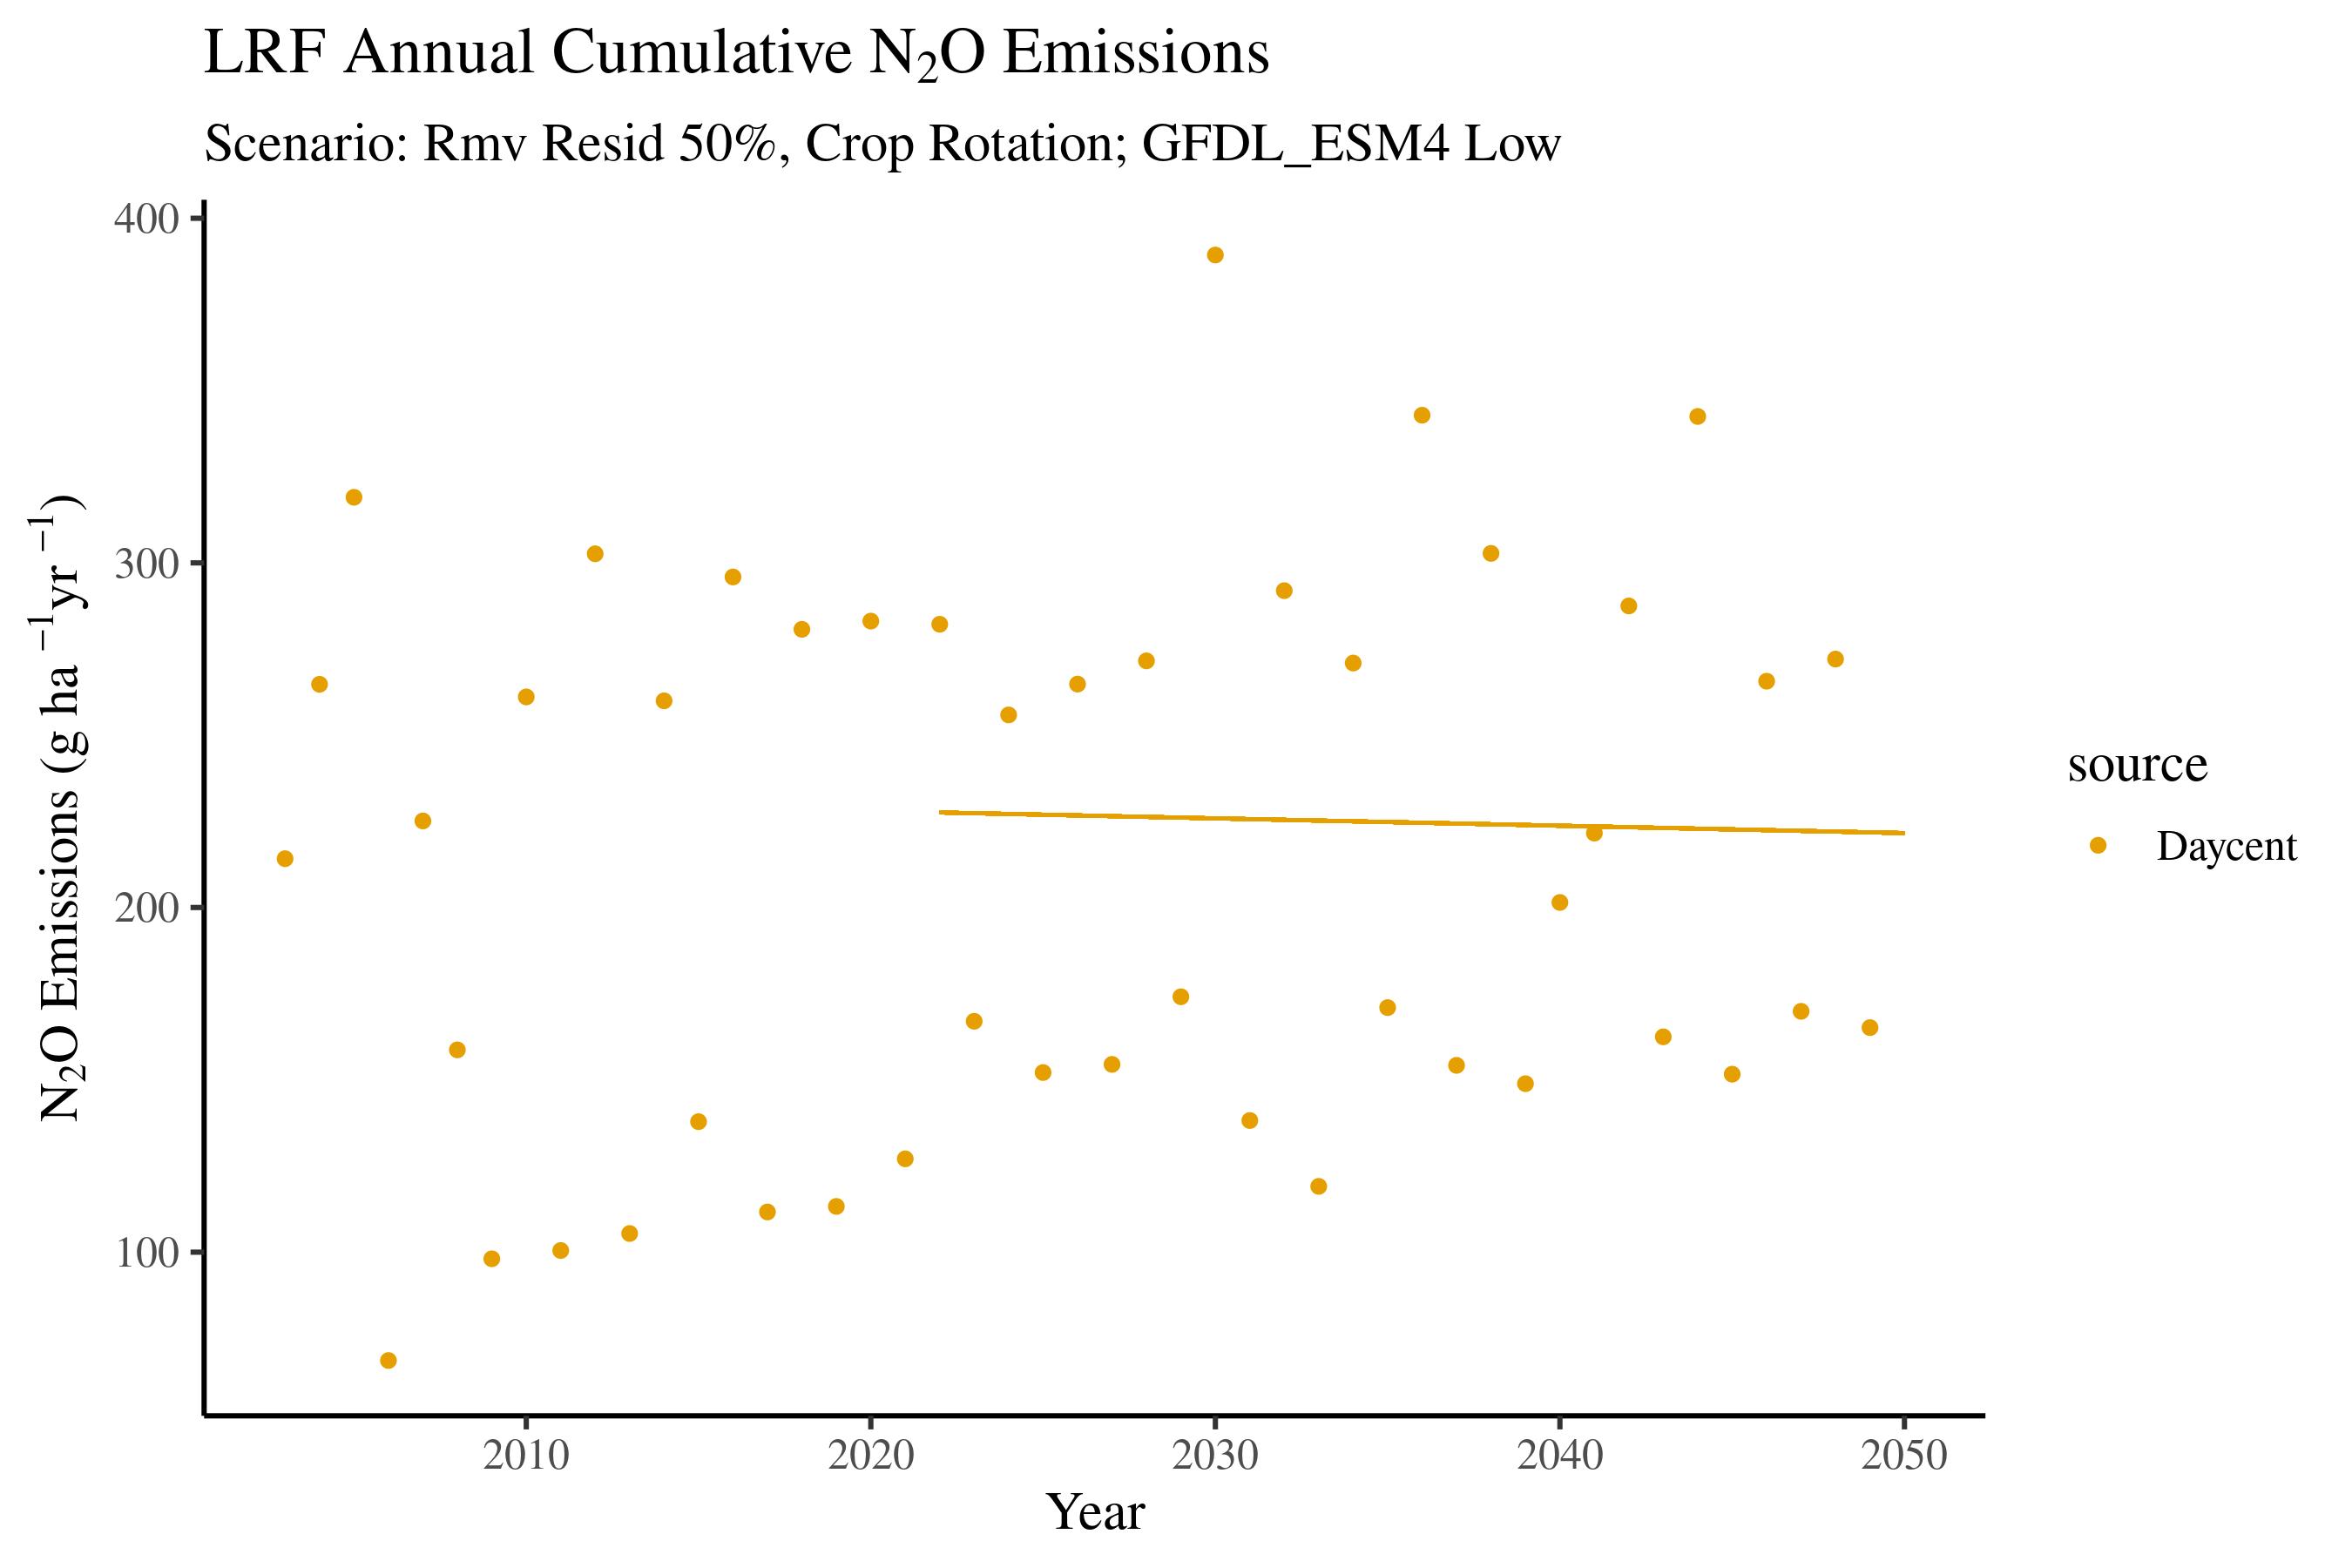 LRF Annual Cumulative N₂O Emissions
Scenario: Rmv Resid 50%, Crop Rotation; GFDL_ESM4 Low
N₂O Emissions (g ha ⁻¹yr ⁻¹)
400
300
200
100
2010
2020
2030
2040
2050
Year
source
Daycent